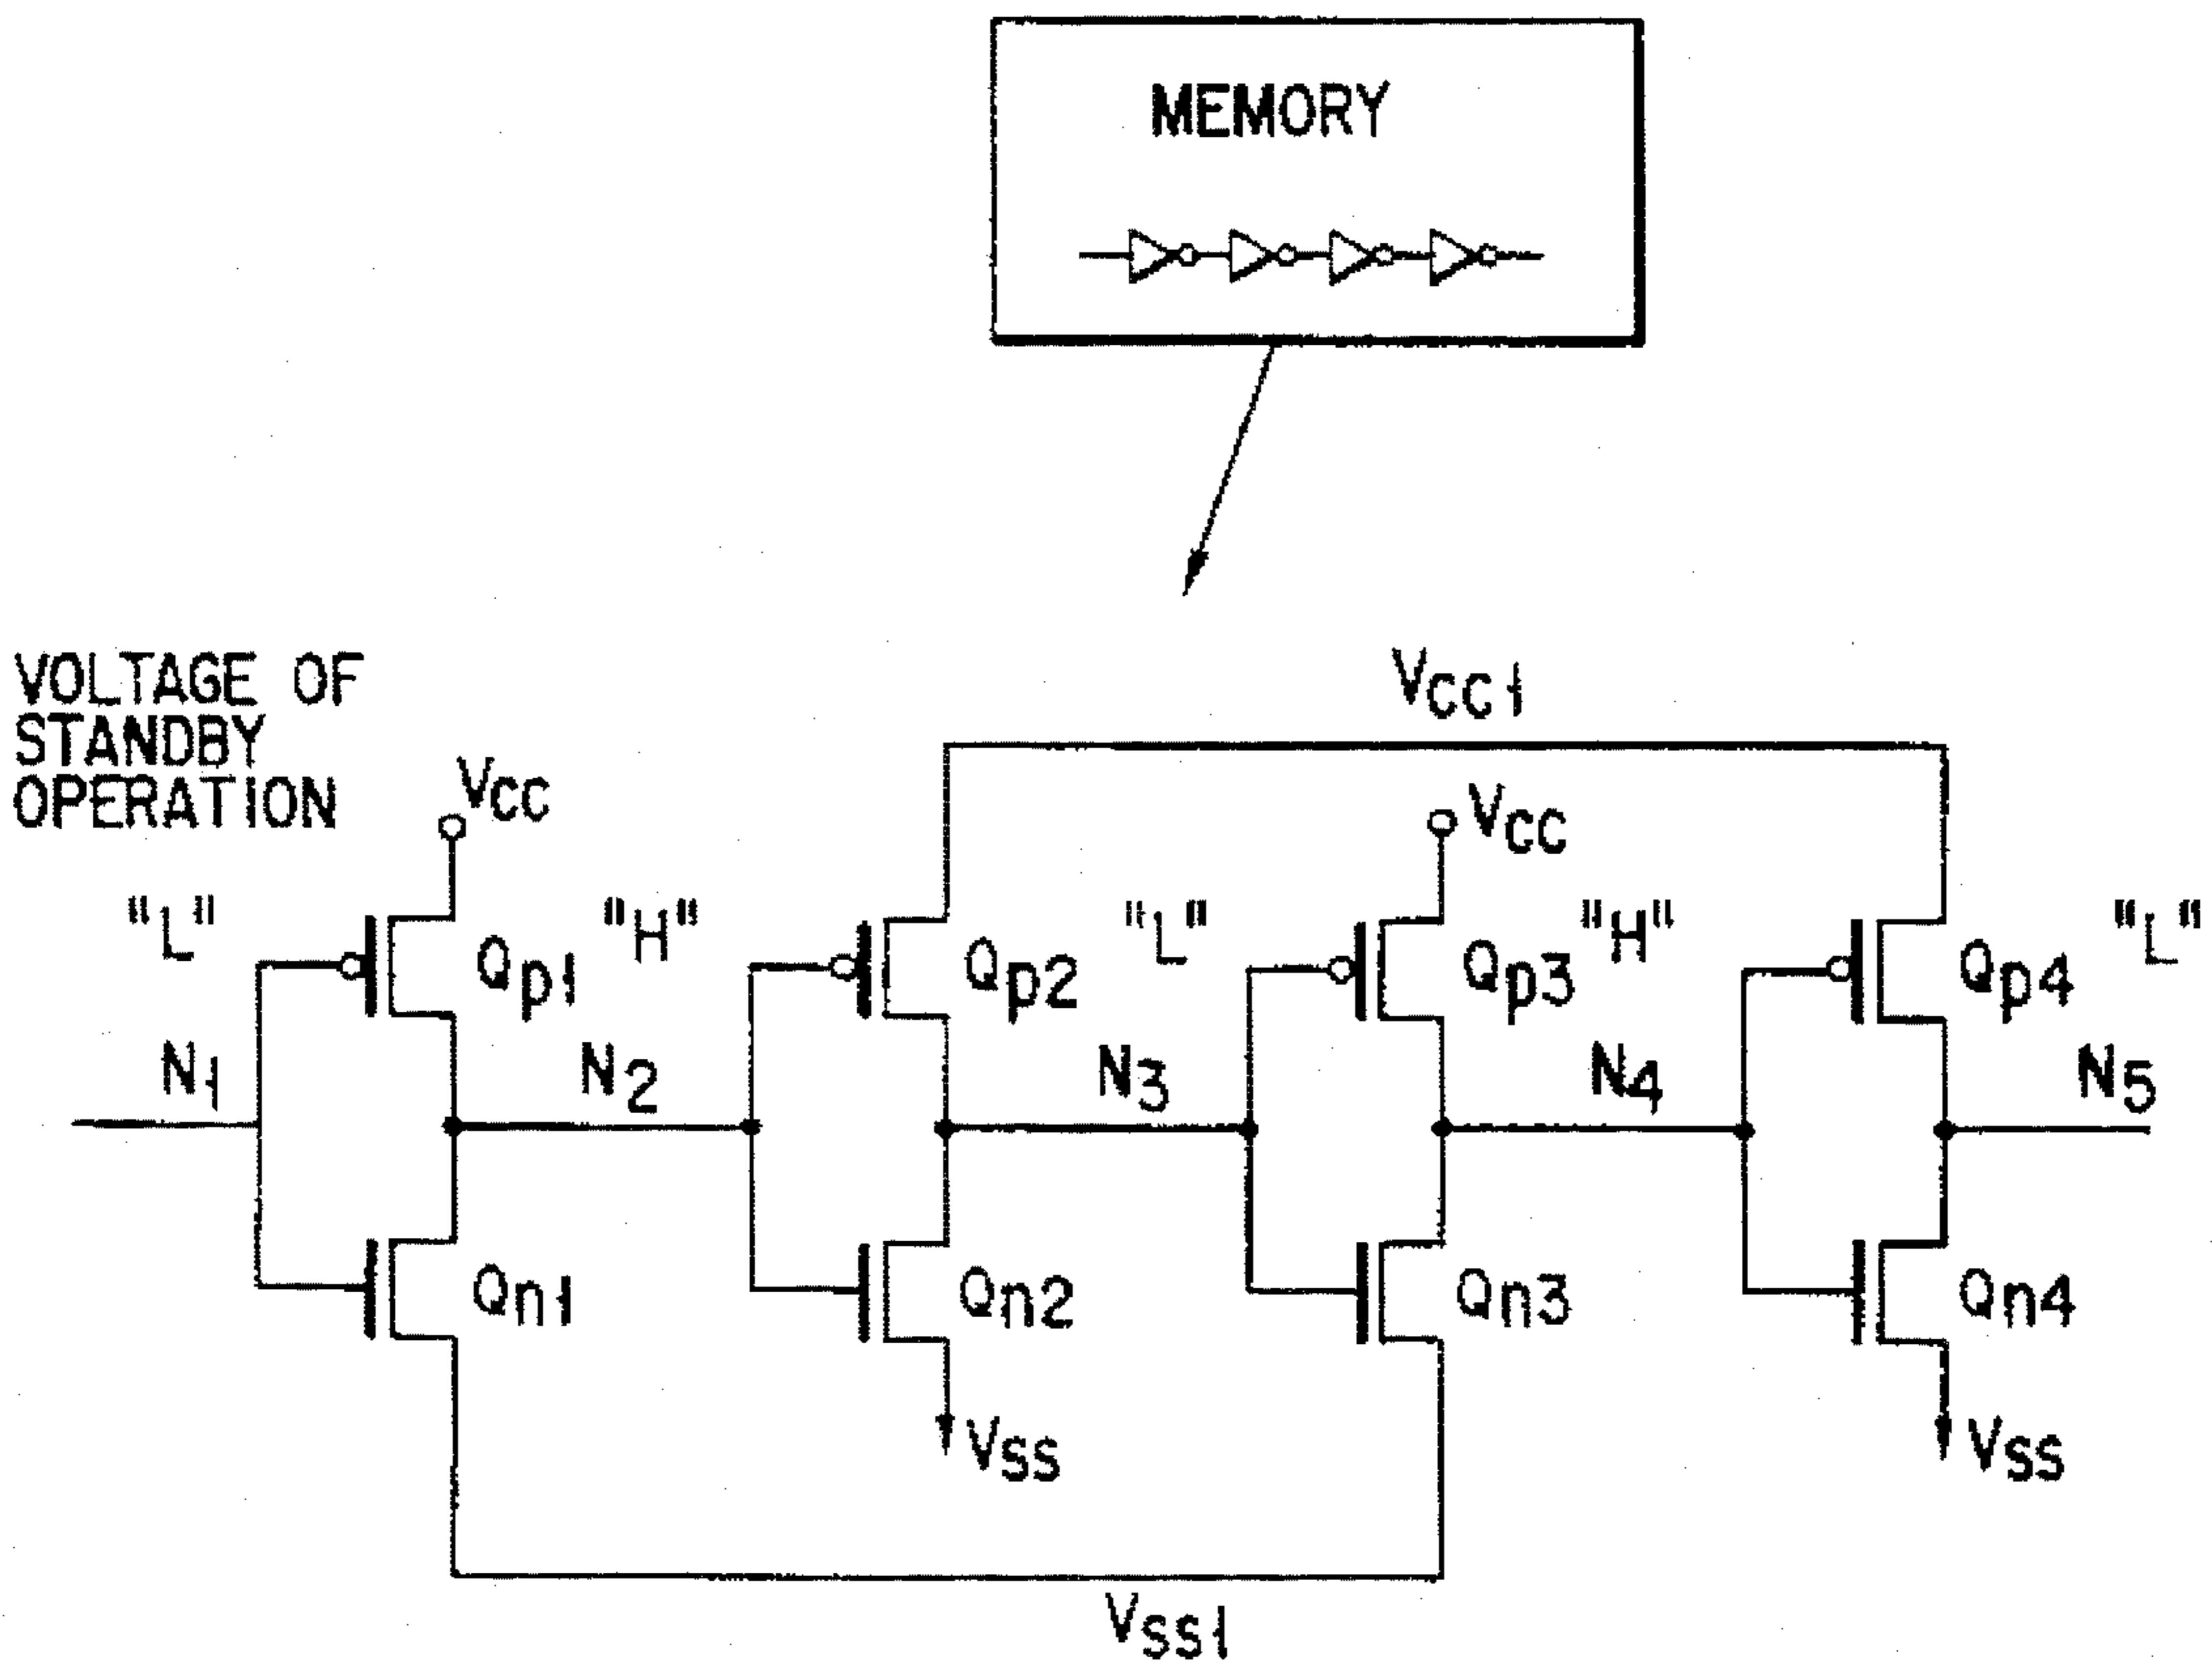 MEMORY
VOLTAGE OF
STANDBY
OPERATION
VCC1
VCC
VCC
"L"
"H"
"L"
"H"
"L"
Qp1
Qp2
Qp3
Qp4
N1
N2
N3
N4
N5
Qn1
Qn2
Qn3
Qn4
VSS
VSS
VSS1